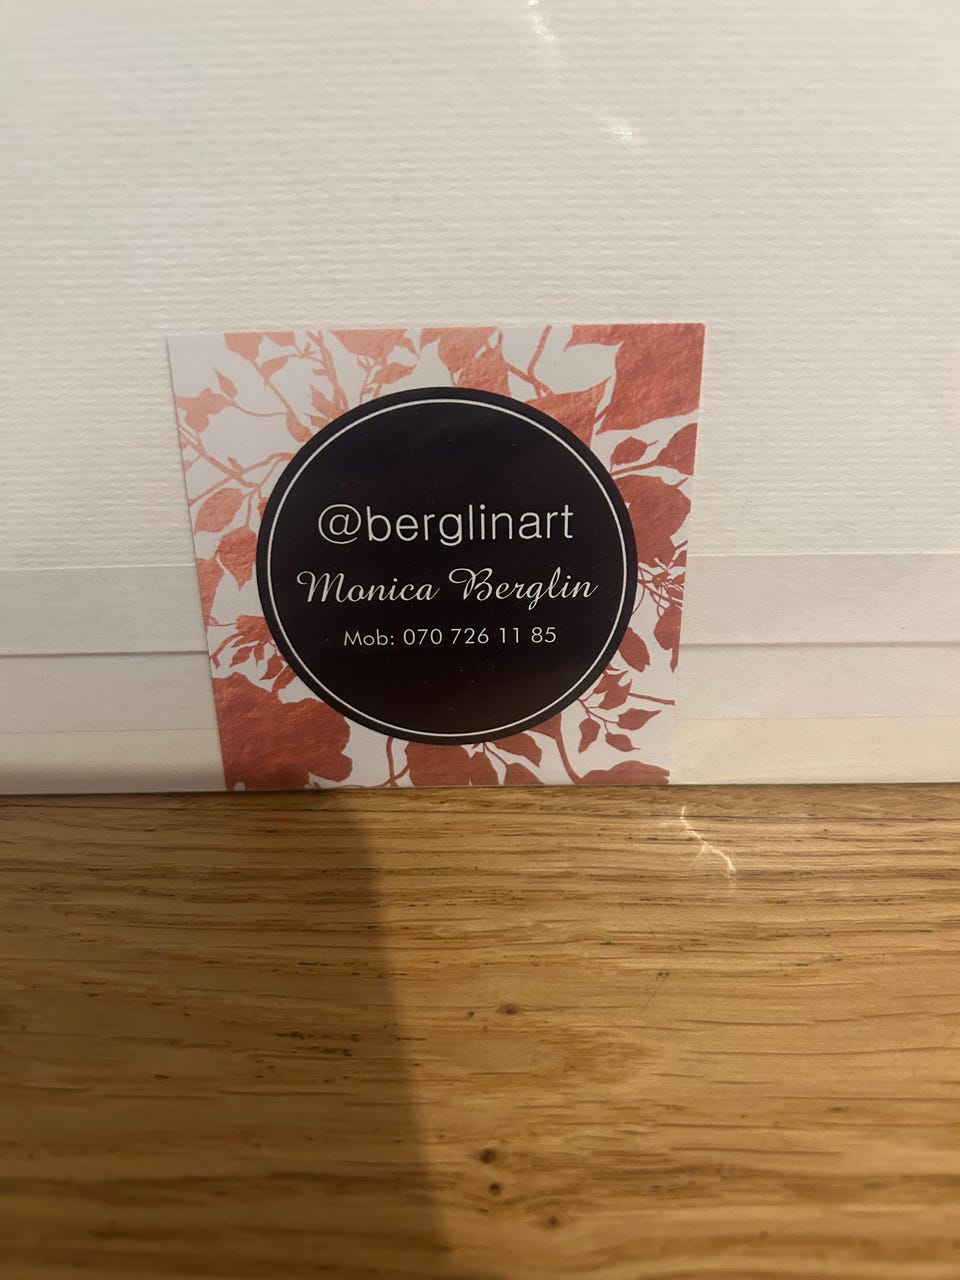 @berglinart
Monica Berglin
Mob: 070 726 11 85